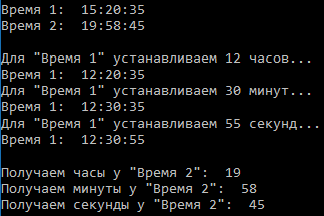 Время 1:  15:20:35
Время 2:  19:58:45
Для "Время 1" устанавливаем 12 часов...
Время 1:  12:20:35
Для "Время 1" устанавливаем 30 минут...
Время 1:  12:30:35
Для "Время 1" устанавливаем 55 секунд...
Время 1:  12:30:55
Получаем часы у "Время 2":  19
Получаем минуты у "Время 2":  58
Получаем секунды у "Время 2":  45